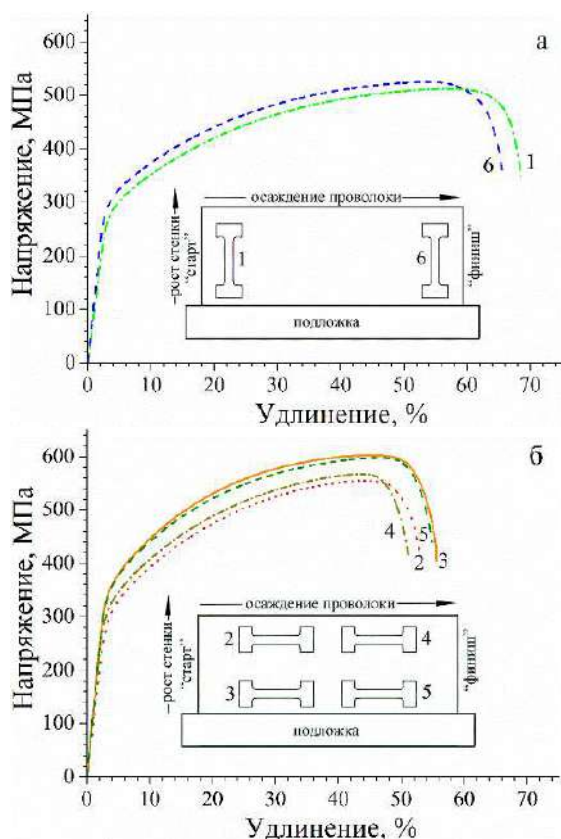 а
600
500
400
300
200
100
0
Напряжение, МПа
6
1
осаждение проволоки
рост стенки
"старт"
1
6
"финиш"
подложка
0 10 20 30 40 50 60 70
Удлинение, %
б
600
500
400
300
200
100
0
Напряжение, МПа
4
5
2
3
осаждение проволоки
рост стенки
"старт"
2
4
3
5
"финиш"
подложка
0 10 20 30 40 50 60 70
Удлинение, %